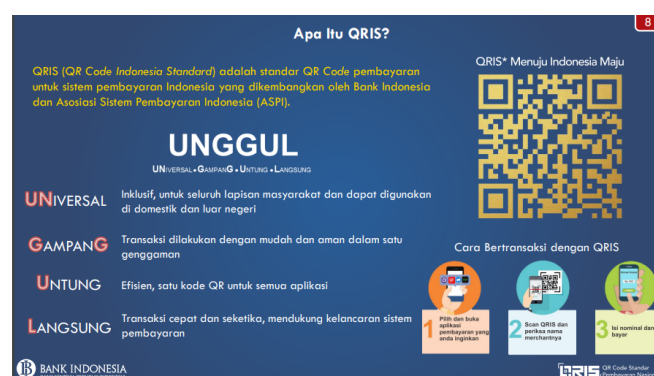 8
Apa Itu QRIS?
QRIS (QR Code Indonesia Standard) adalah standar QR Code pembayaran
untuk sistem pembayaran Indonesia yang dikembangkan oleh Bank Indonesia
dan Asosiasi Sistem Pembayaran Indonesia (ASPI).
UNGGUL
UNIVERSAL • GAMPANG • UNTUNG • LANGSUNG
UNIVERSAL
Inklusif, untuk seluruh lapisan masyarakat dan dapat digunakan
di domestik dan luar negeri
GAMPANG
Transaksi dilakukan dengan mudah dan aman dalam satu
genggaman
UNTUNG
Efisien, satu kode QR untuk semua aplikasi
LANGSUNG
Transaksi cepat dan seketika, mendukung kelancaran sistem
pembayaran
QRIS* Menuju Indonesia Maju
Cara Bertransaksi dengan QRIS
1
Pilih dan buka
aplikasi
pembayaran yang
anda inginkan
2
Scan QRIS dan
periksa nama
merchantnya
3
Isi nominal dan
bayar
BANK INDONESIA
QRIS
QR Code Standar
Pembayaran Nasional